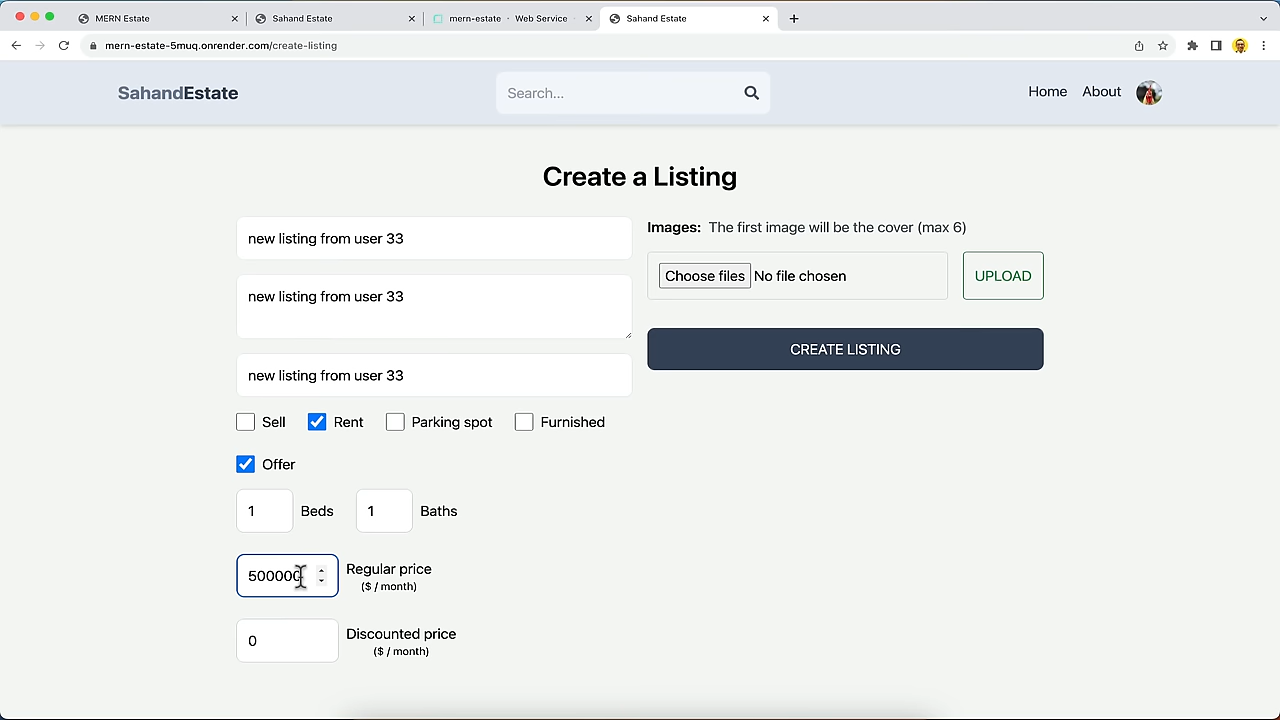 MERN Estate
Sahand Estate
mern-estate · Web Service
Sahand Estate
mern-estate-5muq.onrender.com/create-listing
SahandEstate
Search...
Home
About
Create a Listing
new listing from user 33
new listing from user 33
new listing from user 33
Sell
Rent
Parking spot
Furnished
Offer
1
Beds
1
Baths
500000
Regular price
($ / month)
0
Discounted price
($ / month)
Images: The first image will be the cover (max 6)
Choose files No file chosen
UPLOAD
CREATE LISTING